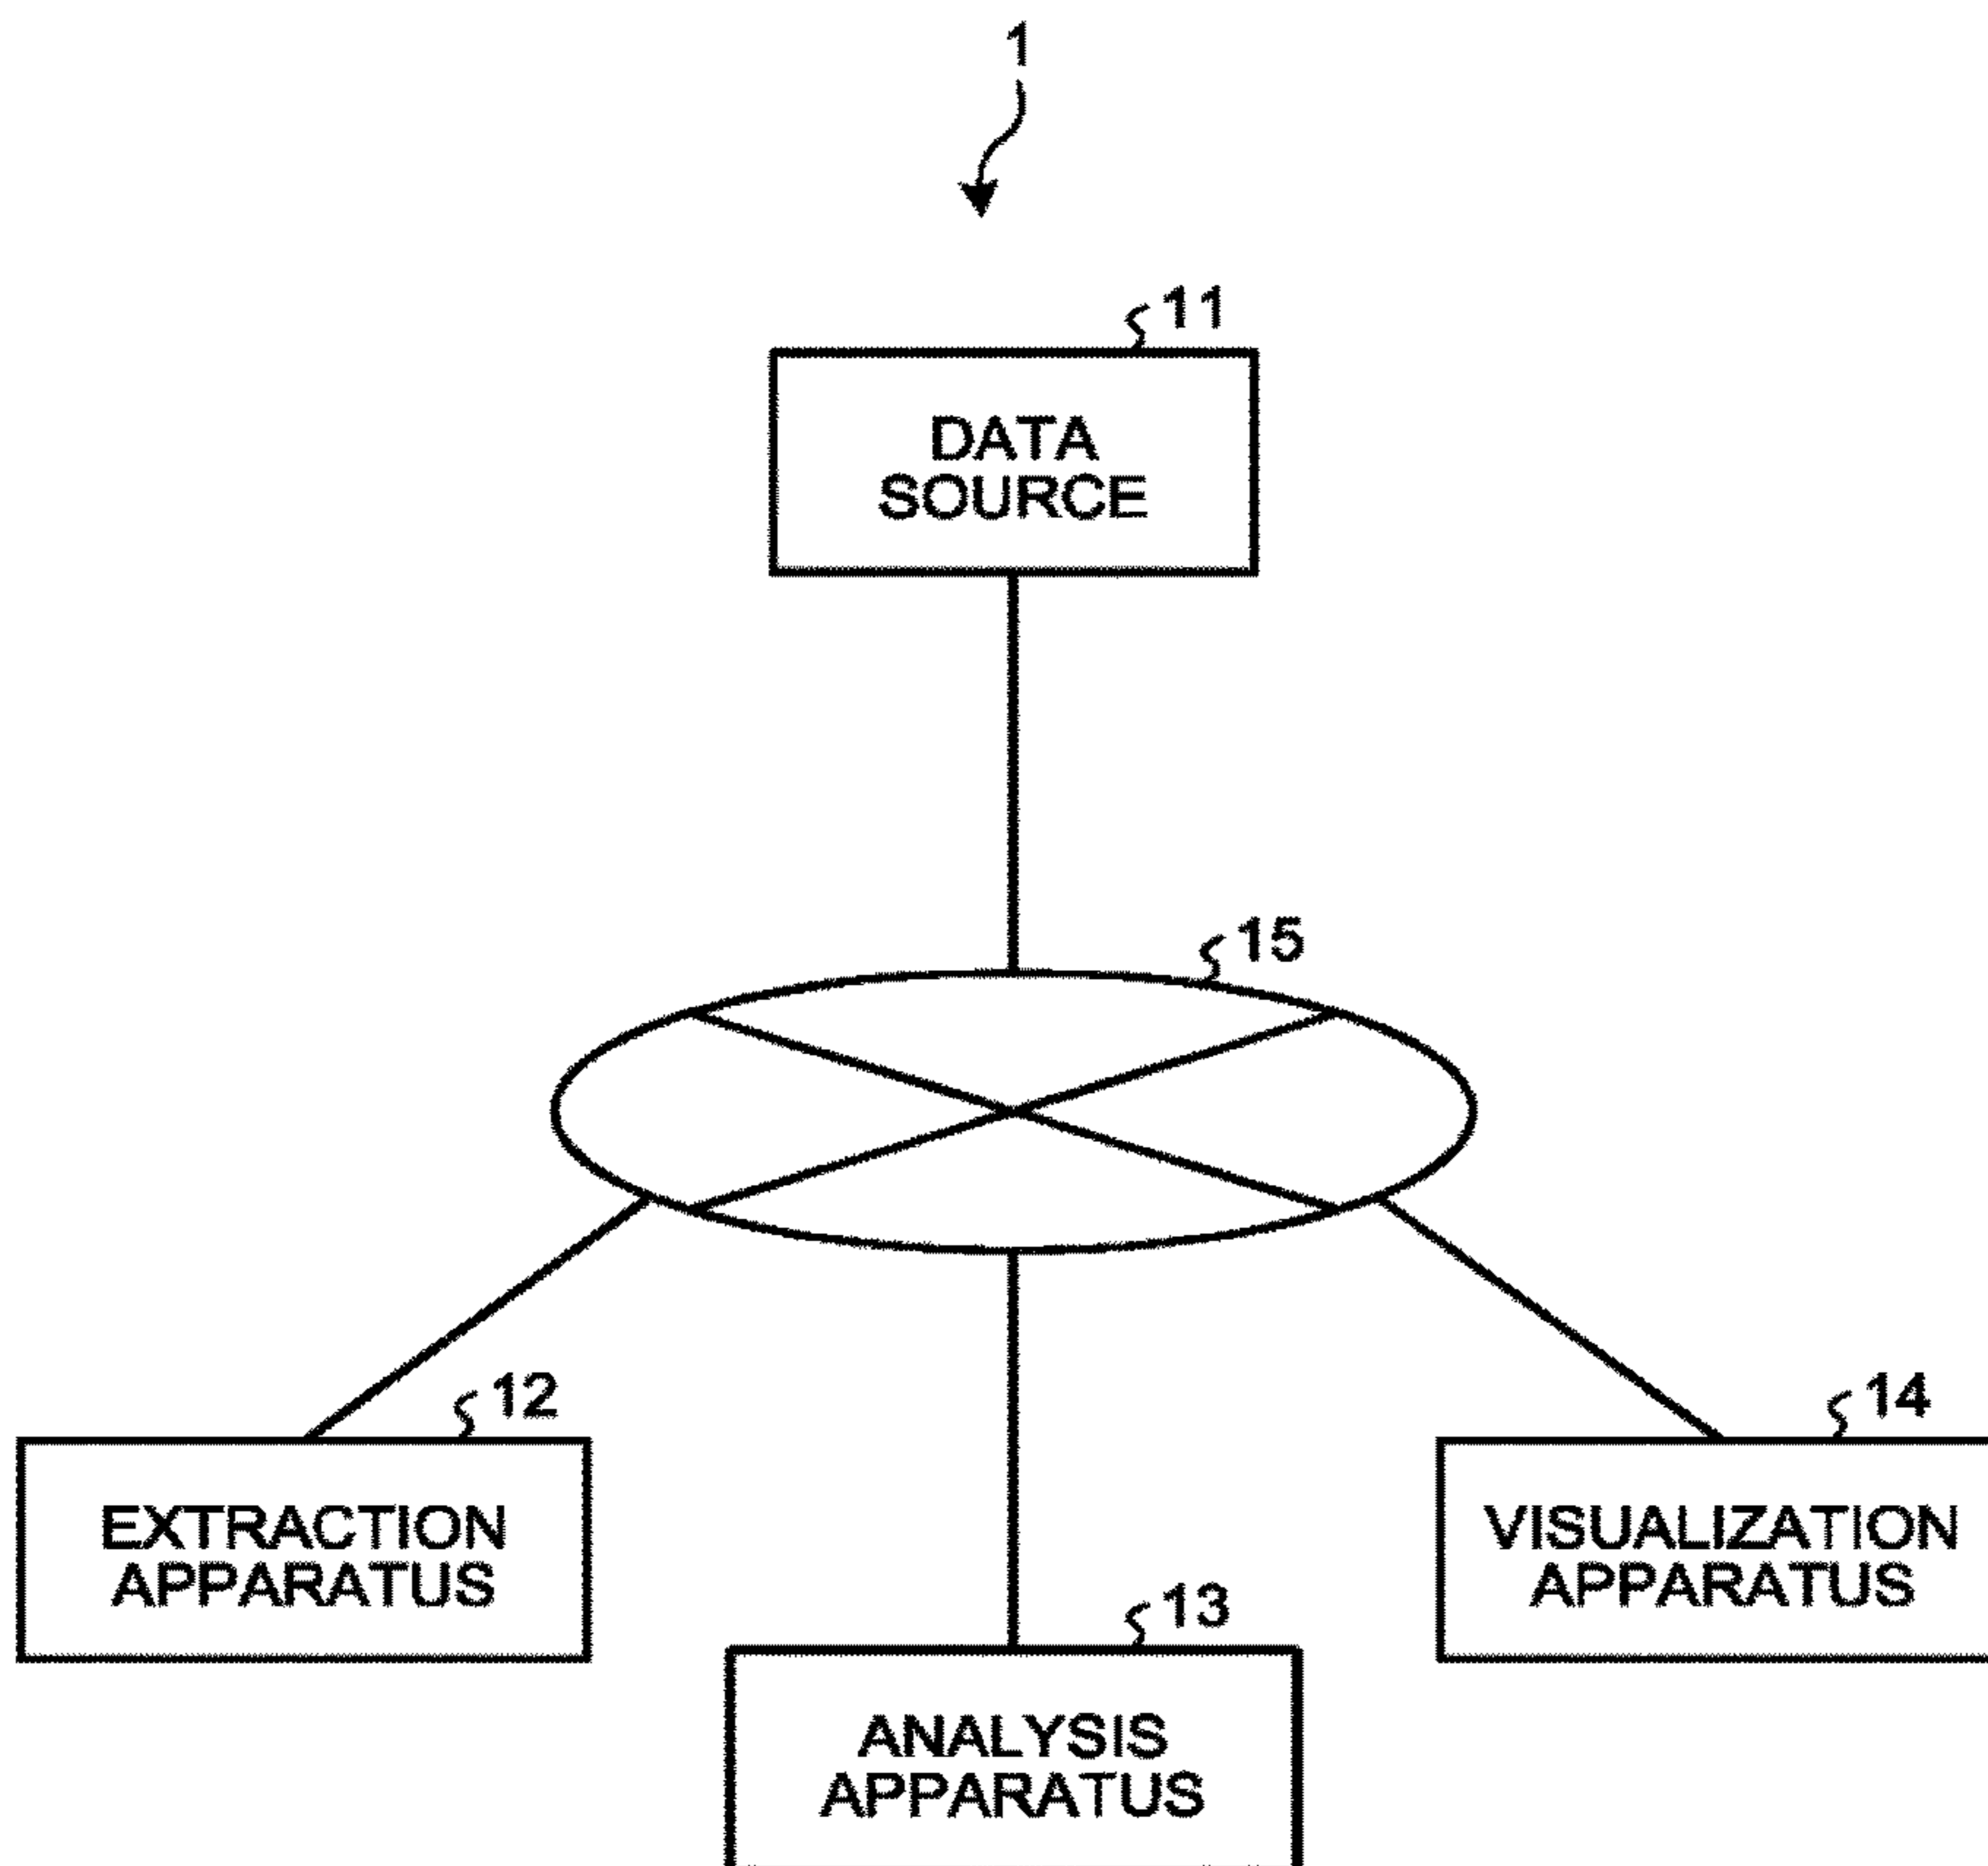 1
11
DATA
SOURCE
15
12
EXTRACTION
APPARATUS
14
VISUALIZATION
APPARATUS
13
ANALYSIS
APPARATUS